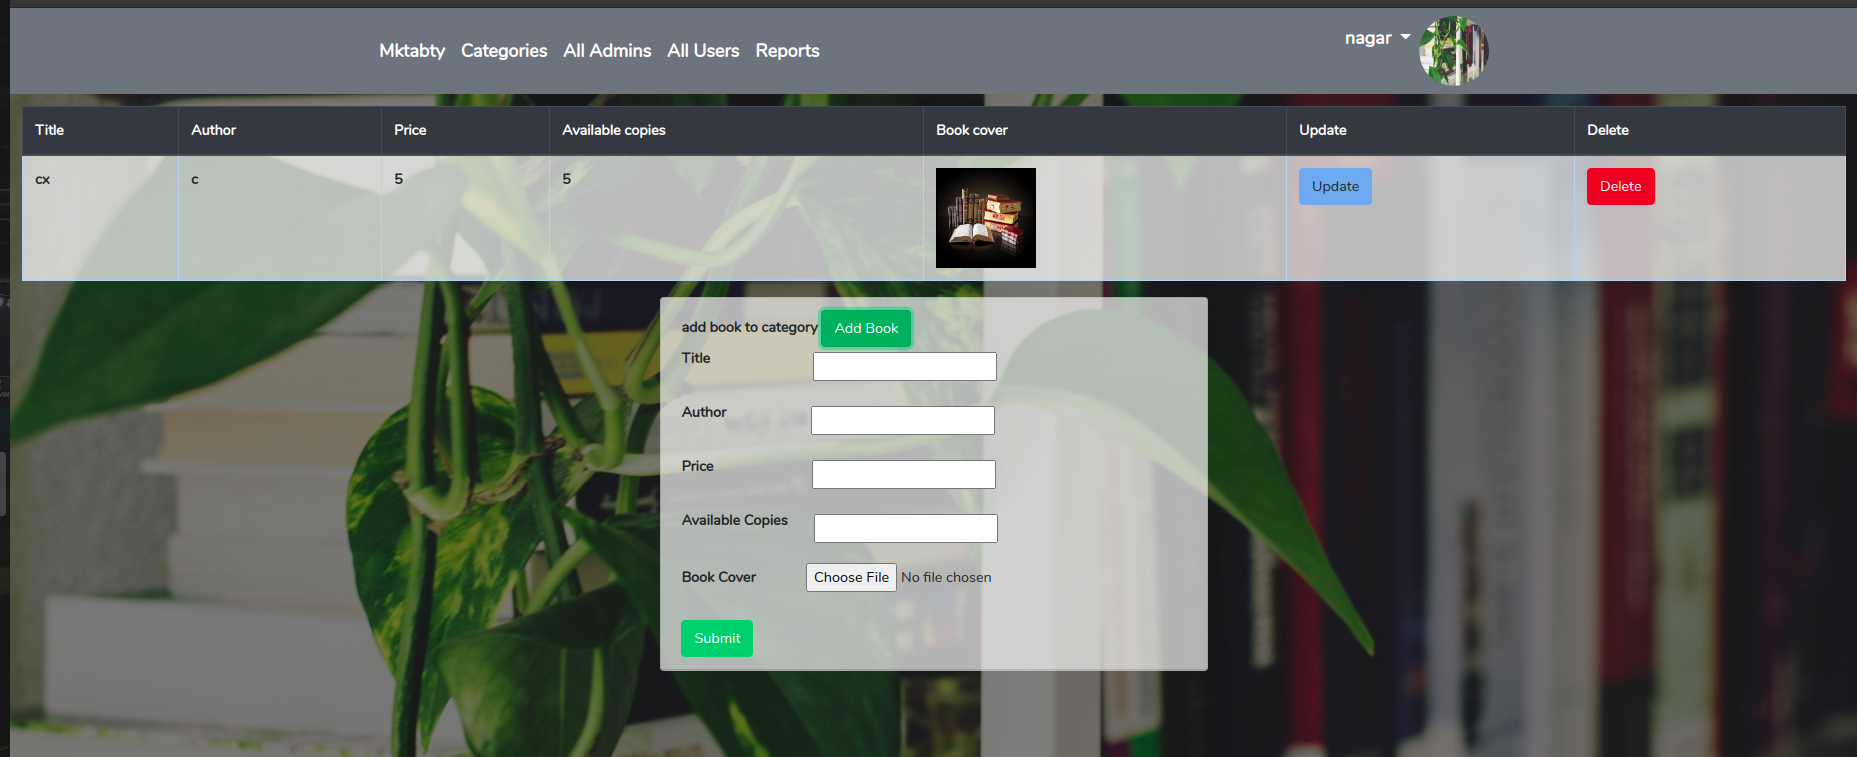 Mktabty Categories All Admins All Users Reports nagar
Title Author Price Available copies Book cover Update Delete
cx c 5 5 Update Delete
add book to category Add Book
Title
Author
Price
Available Copies
Book Cover Choose File No file chosen
Submit